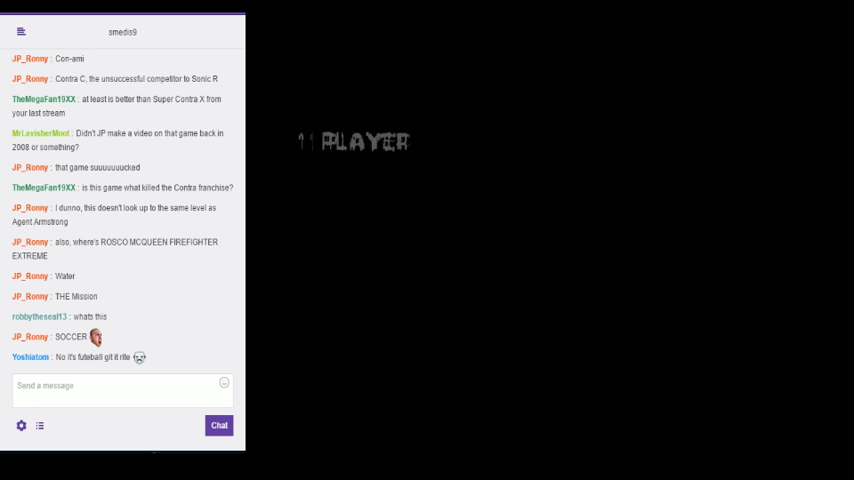 smedis9
JP_Ronny : Con-ami
JP_Ronny : Contra C, the unsuccessful competitor to Sonic R
TheMegaFan19XX : at least is better than Super Contra X from
your last stream
MrLavisherMoot : Didn't JP make a video on that game back in
2008 or something?
JP_Ronny : that game suuuuuuucked
TheMegaFan19XX : is this game what killed the Contra franchise?
JP_Ronny : I dunno, this doesn't look up to the same level as
Agent Armstrong
JP_Ronny : also, where's ROSCO MCQUEEN FIREFIGHTER
EXTREME
JP_Ronny : Water
JP_Ronny : THE Mission
robbytheseal13 : whats this
JP_Ronny : SOCCER
Yoshiatom : No it's futeball git it rite
Send a message
Chat
PLAYER